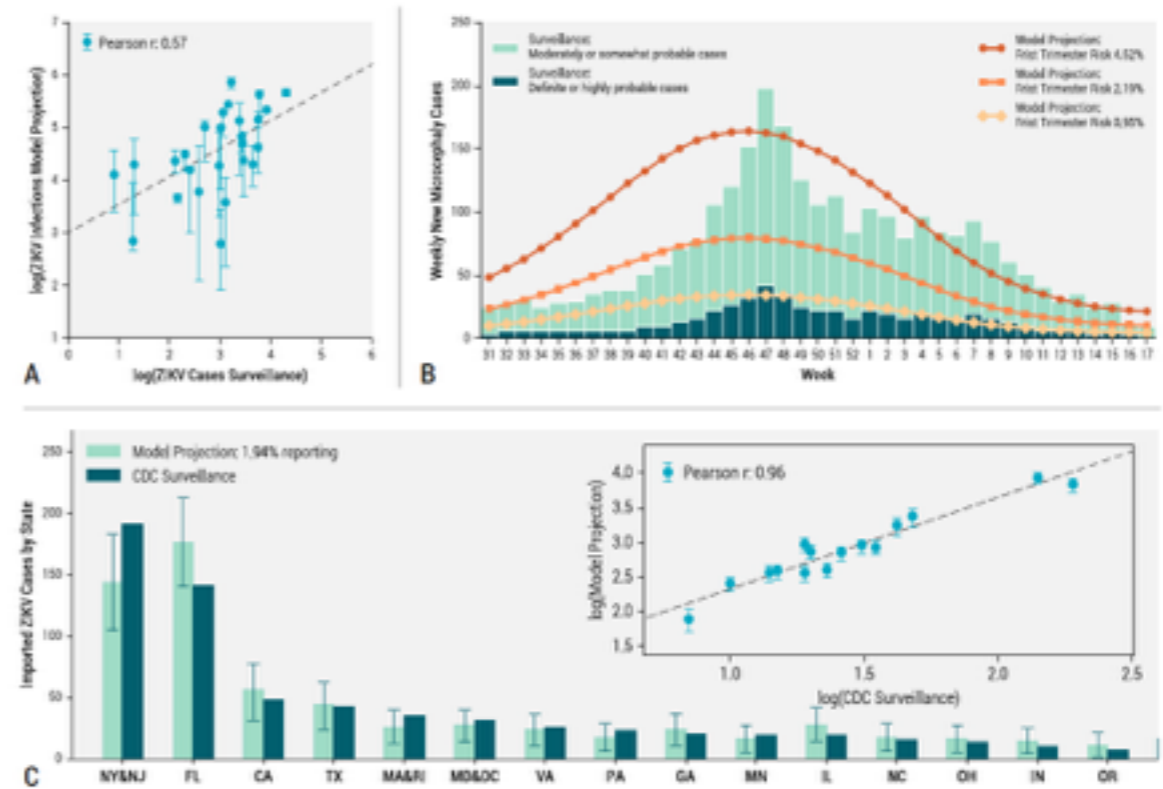 Pearson r: 0.57
log(ZIKV Infections Model Projection)
7
6
5
4
3
2
1
0 1 2 3 4 5 6
log(ZIKV Cases Surveillance)
A
Surveillance:
Moderately or somewhat probable cases
Surveillance:
Definite or highly probable cases
Model Projection:
Frist Trimester Risk 4,52%
Model Projection:
Frist Trimester Risk 2,19%
Model Projection:
Frist Trimester Risk 0,95%
Weekly New Microcephaly Cases
250
200
150
100
50
0
31 32 33 34 35 36 37 38 39 40 41 42 43 44 45 46 47 48 49 50 51 52 1 2 3 4 5 6 7 8 9 10 11 12 13 14 15 16 17
Week
B
Model Projection: 1,94% reporting
CDC Surveillance
Imported ZIKV Cases by State
250
200
150
100
50
0
NY&NJ FL CA TX MA&RI MD&DC VA PA GA MN IL NC OH IN OR
C
Pearson r: 0.96
log(Model Projection)
4.0
3.5
3.0
2.5
2.0
1.5
1.0 1.5 2.0 2.5
log(CDC Surveillance)